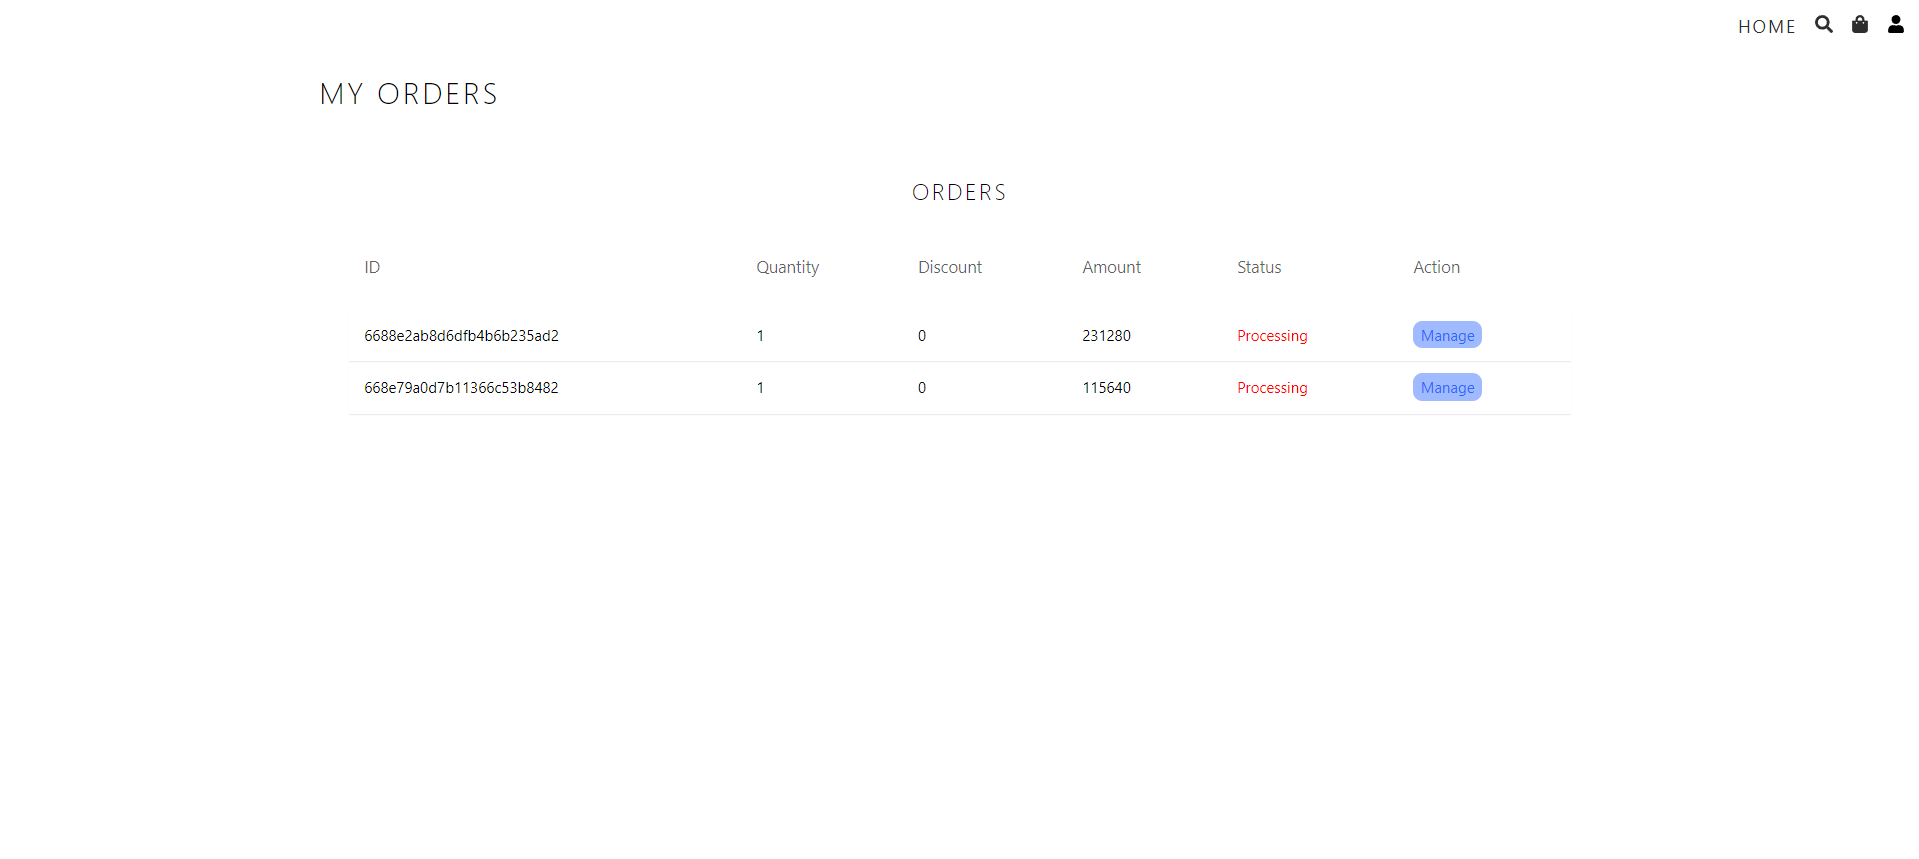 HOME
MY ORDERS
ORDERS
ID Quantity Discount Amount Status Action
6688e2ab8d6dfb4b6b235ad2 1 0 231280 Processing Manage
668e79a0d7b11366c53b8482 1 0 115640 Processing Manage